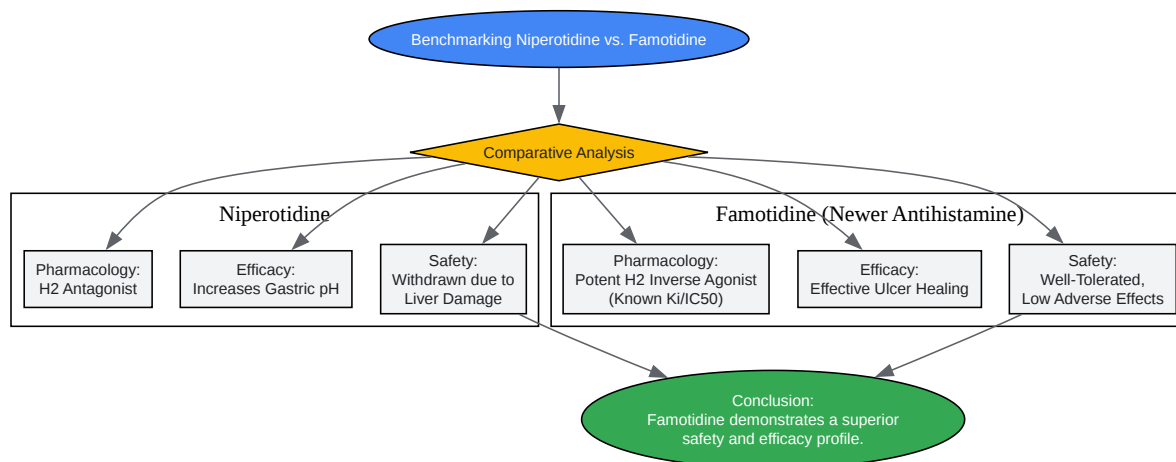 Benchmarking Niperotidine vs. Famotidine
Comparative Analysis
Niperotidine
Pharmacology:
H2 Antagonist
Efficacy:
Increases Gastric pH
Safety:
Withdrawn due to
Liver Damage
Famotidine (Newer Antihistamine)
Pharmacology:
Potent H2 Inverse Agonist
(Known Ki/IC50)
Efficacy:
Effective Ulcer Healing
Safety:
Well-Tolerated,
Low Adverse Effects
Conclusion:
Famotidine demonstrates a superior
safety and efficacy profile.